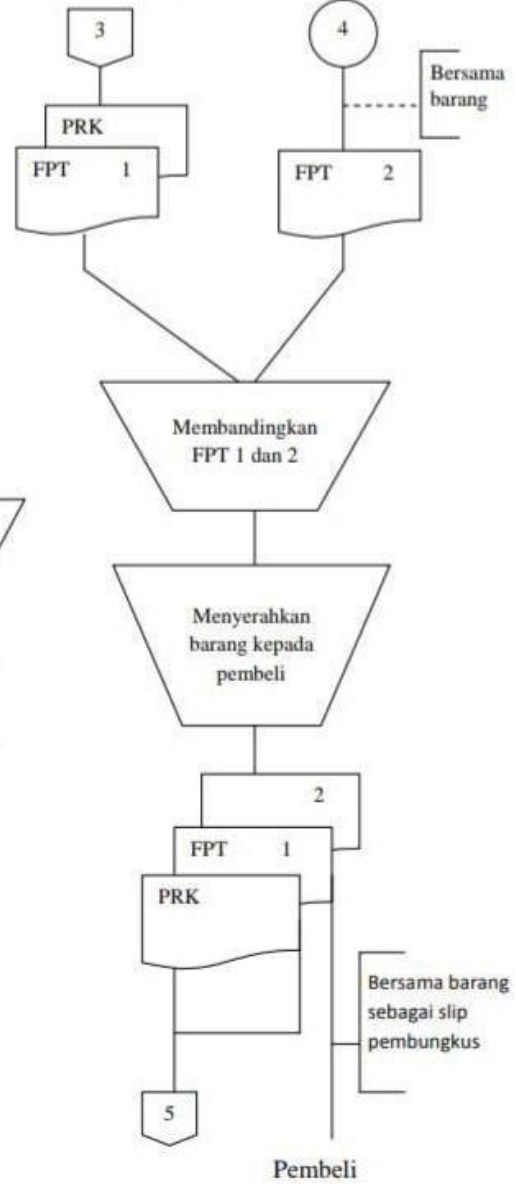 3
4
Bersama
barang
PRK
FPT 1
FPT 2
Membandingkan
FPT 1 dan 2
Menyerahkan
barang kepada
pembeli
2
FPT 1
PRK
Bersama barang
sebagai slip
pembungkus
5
Pembeli